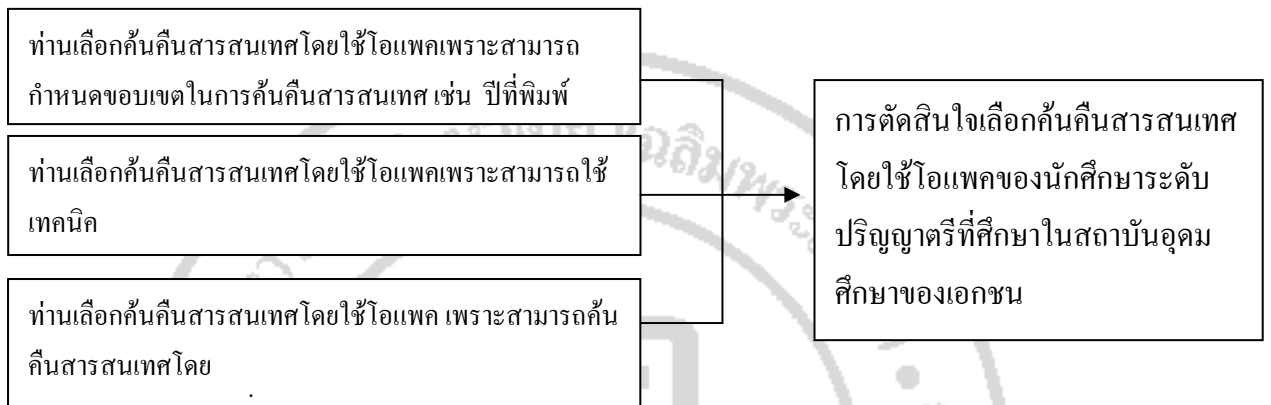 ท่านเลือกค้นคืนสารสนเทศโดยใช้โอแพคเพราะสามารถ
กำหนดขอบเขตในการค้นคืนสารสนเทศ เช่น ปีที่พิมพ์
ท่านเลือกค้นคืนสารสนเทศโดยใช้โอแพคเพราะสามารถใช้
เทคนิค
ท่านเลือกค้นคืนสารสนเทศโดยใช้โอแพค เพราะสามารถค้น
คืนสารสนเทศโดย
การตัดสินใจเลือกค้นคืนสารสนเทศ
โดยใช้โอแพคของนักศึกษาระดับ
ปริญญาตรีที่ศึกษาในสถาบันอุดม
ศึกษาของเอกชน